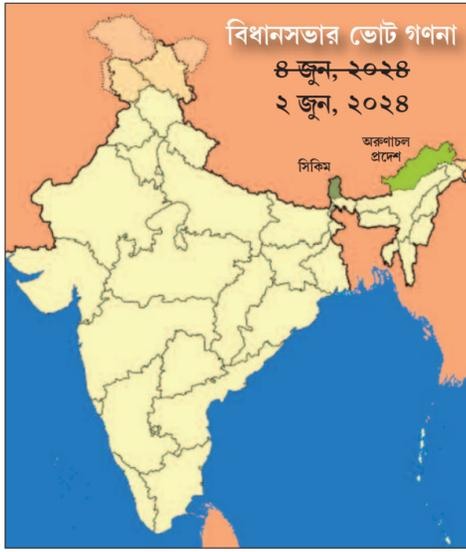 বিধানসভার ভোট গণনা
৪ জুন, ২০২৪
২ জুন, ২০২৪
অরুণাচল
প্রদেশ
সিকিম